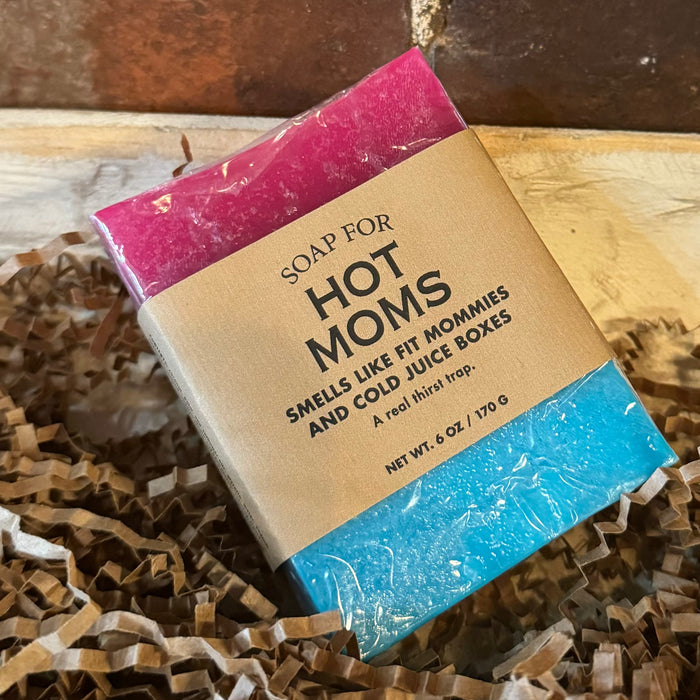 SOAP FOR
HOT
MOMS
SMELLS LIKE FIT MOMMIES
AND COLD JUICE BOXES
A real thirst trap.
NET WT. 6 OZ / 170 G